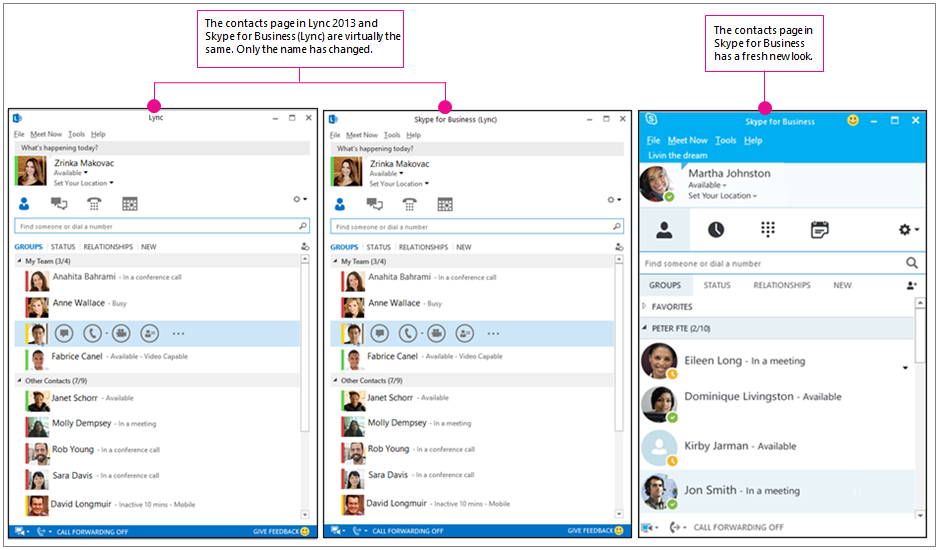 The contacts page in Lync 2013 and
Skype for Business (Lync) are virtually the
same. Only the name has changed.
The contacts page in
Skype for Business
has a fresh new look.
Lync
File Meet Now Tools Help
What's happening today?
Zrinka Makovac
Available
Set Your Location
Find someone or dial a number
GROUPS STATUS RELATIONSHIPS NEW
My Team (3/4)
Anahita Bahrami - In a conference call
Anne Wallace - Busy
Fabrice Canel - Available - Video Capable
Other Contacts (7/9)
Janet Schorr - Available
Molly Dempsey - In a meeting
Rob Young - In a conference call
Sara Davis - In a conference call
David Longmuir - Inactive 10 mins - Mobile
CALL FORWARDING OFF GIVE FEEDBACK
Skype for Business (Lync)
File Meet Now Tools Help
What's happening today?
Zrinka Makovac
Available
Set Your Location
Find someone or dial a number
GROUPS STATUS RELATIONSHIPS NEW
My Team (3/4)
Anahita Bahrami - In a conference call
Anne Wallace - Busy
Fabrice Canel - Available - Video Capable
Other Contacts (7/9)
Janet Schorr - Available
Molly Dempsey - In a meeting
Rob Young - In a conference call
Sara Davis - In a conference call
David Longmuir - Inactive 10 mins - Mobile
CALL FORWARDING OFF GIVE FEEDBACK
Skype for Business
File Meet Now Tools Help
Livin the dream
Martha Johnston
Available
Set Your Location
Find someone or dial a number
GROUPS STATUS RELATIONSHIPS NEW
FAVORITES
PETER FTE (2/10)
Eileen Long - In a meeting
Dominique Livingston - Available
Kirby Jarman - Available
Jon Smith - In a meeting
CALL FORWARDING OFF